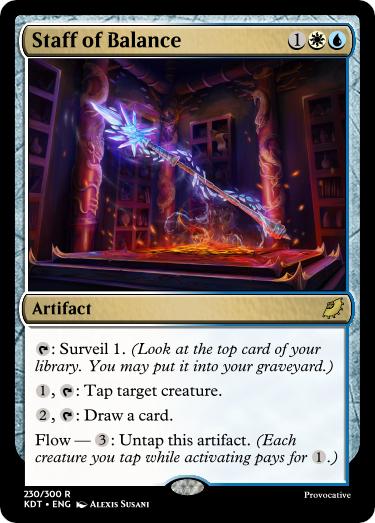 Staff of Balance 1
Artifact
: Surveil 1. (Look at the top card of your
library. You may put it into your graveyard.)
1, : Tap target creature.
2, : Draw a card.
Flow — 3: Untap this artifact. (Each
creature you tap while activating pays for 1.)
230/300 R
KDT • ENG Alexis Susani
Provocative